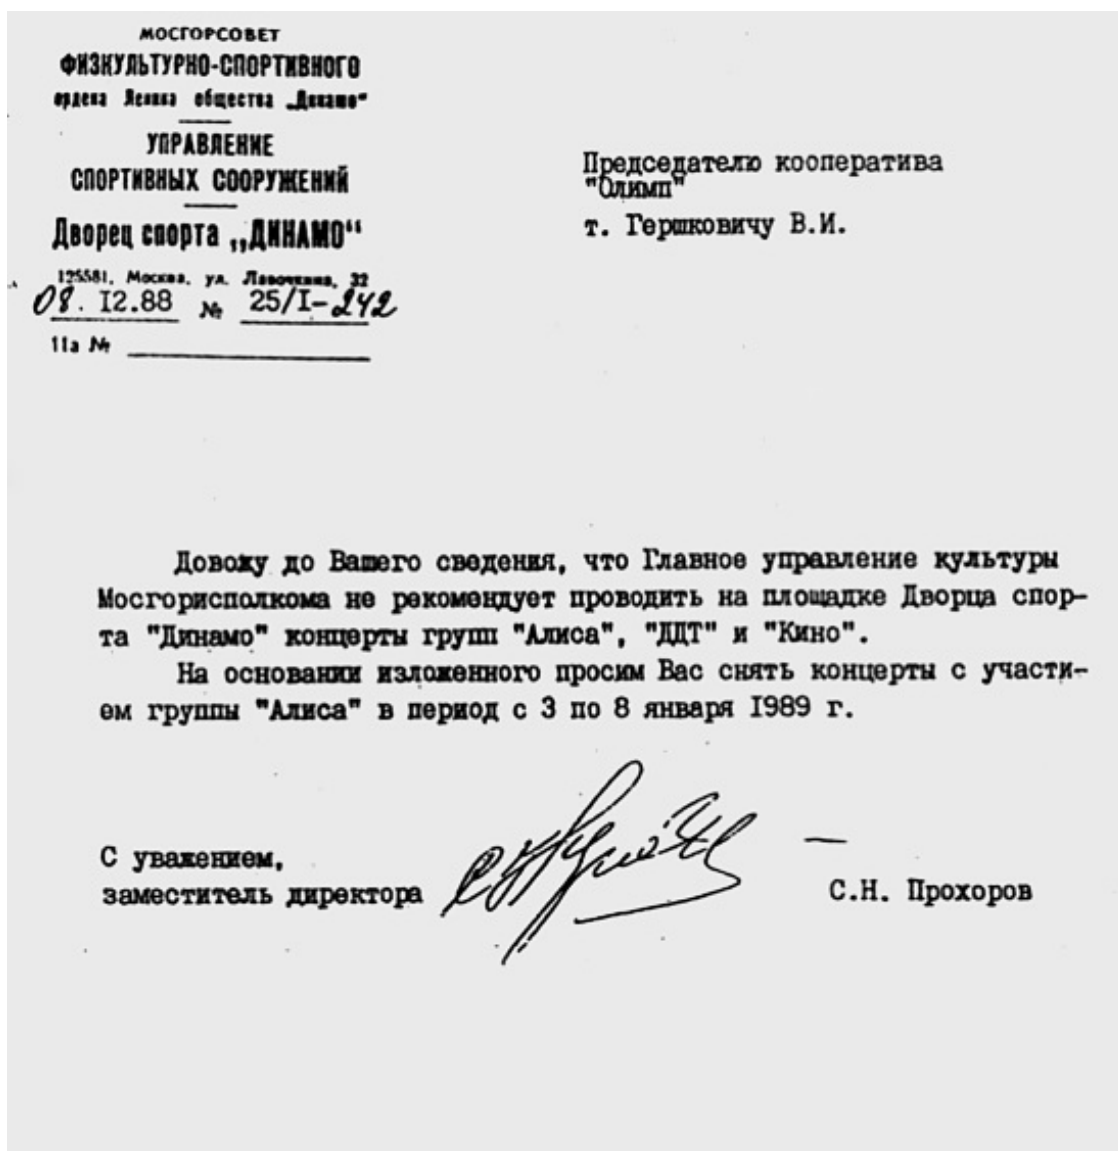 МОСГОРСОВЕТ
ФИЗКУЛЬТУРНО-СПОРТИВНОГО
ордена Ленина общества „Динамо"
УПРАВЛЕНИЕ
СПОРТИВНЫХ СООРУЖЕНИЙ
Дворец спорта „ДИНАМО"
125581, Москва, ул. Лавочкина, 32
08. I2.88 № 25/I-242
На №
Председателю кооператива
"Олимп"
т. Гершковичу В.И.
Довожу до Вашего сведения, что Главное управление культуры
Мосгорисполкома не рекомендует проводить на площадке Дворца спор-
та "Динамо" концерты групп "Алиса", "ДДТ" и "Кино".
На основании изложенного просим Вас снять концерты с участи-
ем группы "Алиса" в период с 3 по 8 января I989 г.
С уважением,
заместитель директора
С.Н. Прохоров